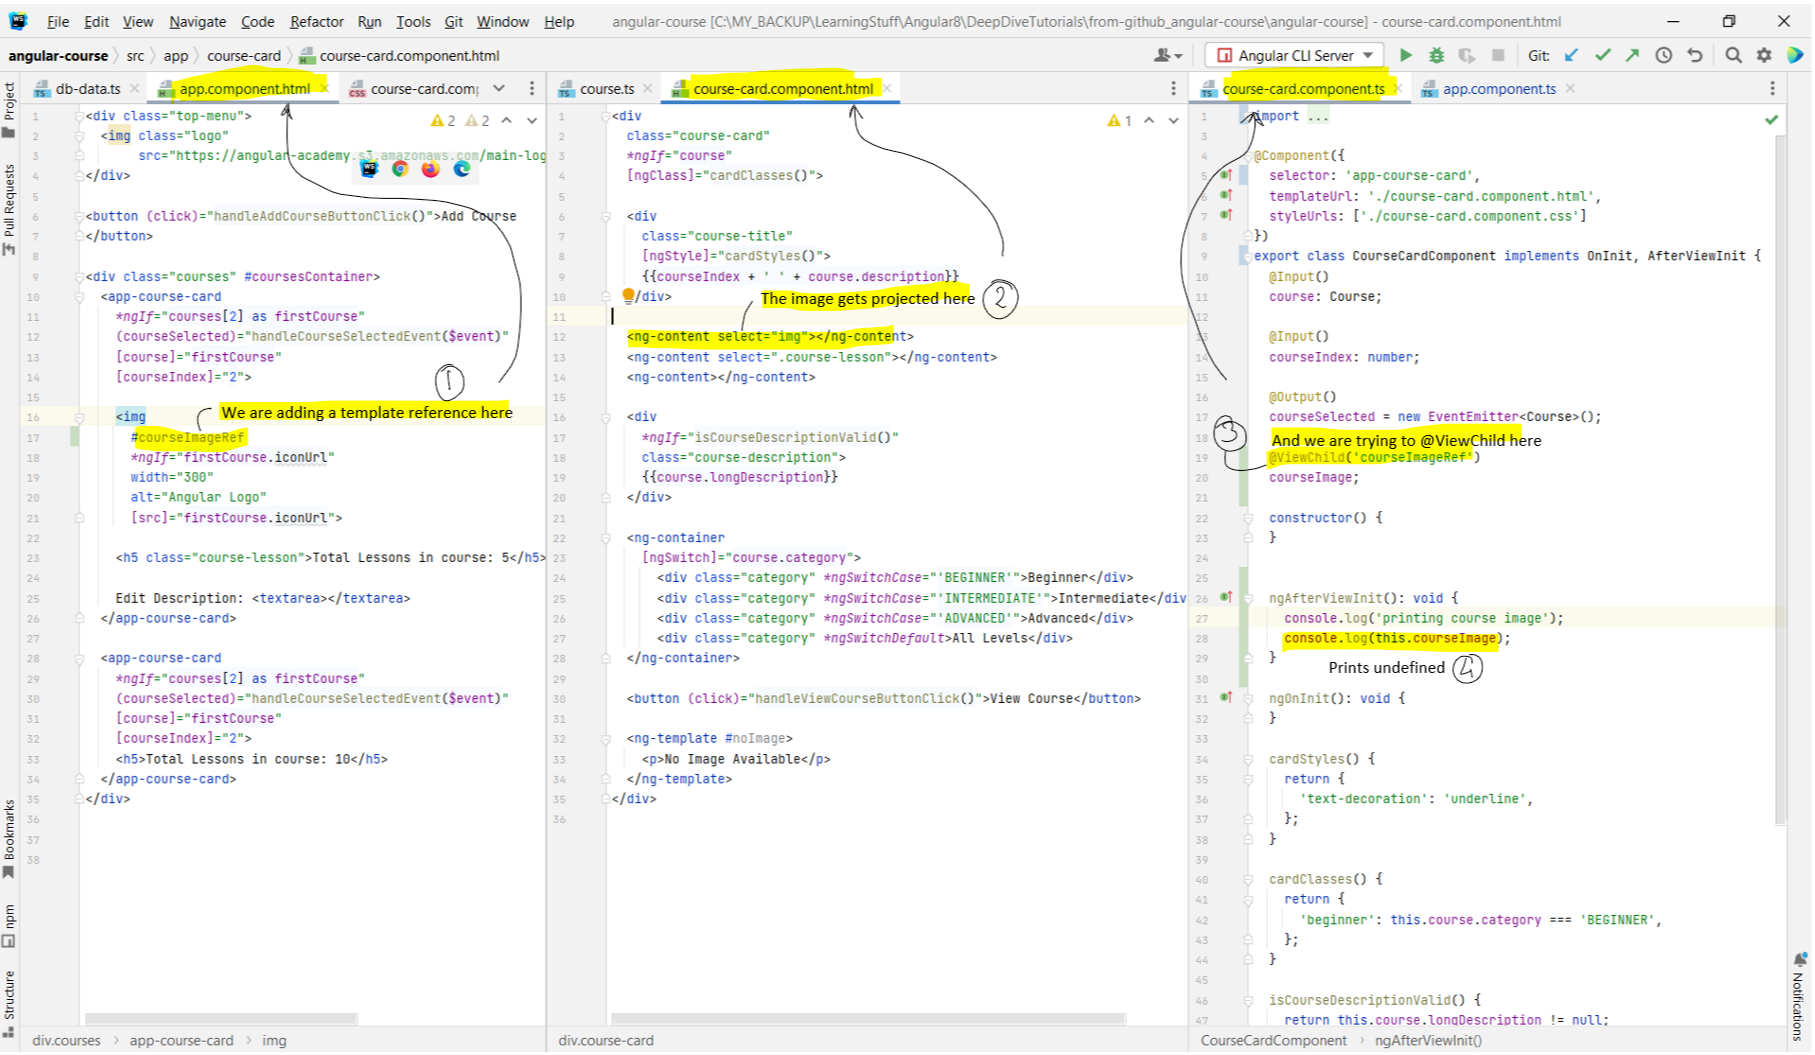 File Edit View Navigate Code Refactor Run Tools Git Window Help angular-course [C:\MY_BACKUP\LearningStuff\Angular8\DeepDiveTutorials\from-github_angular-course\angular-course] - course-card.component.html
angular-course src app course-card course-card.component.html
Angular CLI Server Git:
Project
Pull Requests
Bookmarks
npm
Structure
db-data.ts app.component.html course-card.com
2 2
1 <div class="top-menu">
2 <img class="logo"
3 src="https://angular-academy.s3.amazonaws.com/main-log
4 </div>
5
6 <button (click)="handleAddCourseButtonClick()">Add Course
7 </button>
8
9 <div class="courses" #coursesContainer>
10 <app-course-card
11 *ngIf="courses[2] as firstCourse"
12 (courseSelected)="handleCourseSelectedEvent($event)"
13 [course]="firstCourse"
14 [courseIndex]="2">
1
15
We are adding a template reference here
16 <img
17 #courseImageRef
18 *ngIf="firstCourse.iconUrl"
19 width="300"
20 alt="Angular Logo"
21 [src]="firstCourse.iconUrl">
22
23 <h5 class="course-lesson">Total Lessons in course: 5</h5>
24
25 Edit Description: <textarea></textarea>
26 </app-course-card>
27
28 <app-course-card
29 *ngIf="courses[2] as firstCourse"
30 (courseSelected)="handleCourseSelectedEvent($event)"
31 [course]="firstCourse"
32 [courseIndex]="2">
33 <h5>Total Lessons in course: 10</h5>
34 </app-course-card>
35 </div>
36
37
38
div.courses app-course-card img
course.ts course-card.component.html
1
1 <div
2 class="course-card"
3 *ngIf="course"
4 [ngClass]="cardClasses()">
5
6 <div
7 class="course-title"
8 [ngStyle]="cardStyles()">
9 {{courseIndex + ' ' + course.description}}
10 </div>
The image gets projected here 2
11
12 <ng-content select="img"></ng-content>
13 <ng-content select=".course-lesson"></ng-content>
14 <ng-content></ng-content>
15
16 <div
17 *ngIf="isCourseDescriptionValid()"
18 class="course-description">
19 {{course.longDescription}}
20 </div>
21
22 <ng-container
23 [ngSwitch]="course.category">
24 <div class="category" *ngSwitchCase="'BEGINNER'">Beginner</div>
25 <div class="category" *ngSwitchCase="'INTERMEDIATE'">Intermediate</div
26 <div class="category" *ngSwitchCase="'ADVANCED'">Advanced</div>
27 <div class="category" *ngSwitchDefault>All Levels</div>
28 </ng-container>
29
30 <button (click)="handleViewCourseButtonClick()">View Course</button>
31
32 <ng-template #noImage>
33 <p>No Image Available</p>
34 </ng-template>
35 </div>
36
div.course-card
course-card.component.ts app.component.ts
1 import ...
3
4 @Component({
5 selector: 'app-course-card',
6 templateUrl: './course-card.component.html',
7 styleUrls: ['./course-card.component.css']
8 })
9 export class CourseCardComponent implements OnInit, AfterViewInit {
10 @Input()
11 course: Course;
12
13 @Input()
14 courseIndex: number;
15
16 @Output()
17 courseSelected = new EventEmitter<Course>();
3
18 And we are trying to @ViewChild here
19 @ViewChild('courseImageRef')
20 courseImage;
21
22 constructor() {
23 }
24
25
26 ngAfterViewInit(): void {
27 console.log('printing course image');
28 console.log(this.courseImage);
29 }
Prints undefined 4
30
31 ngOnInit(): void {
32 }
33
34 cardStyles() {
35 return {
36 'text-decoration': 'underline',
37 };
38 }
39
40 cardClasses() {
41 return {
42 'beginner': this.course.category === 'BEGINNER',
43 };
44 }
45
46 isCourseDescriptionValid() {
47 return this.course.longDescription != null;
CourseCardComponent ngAfterViewInit()
Notifications